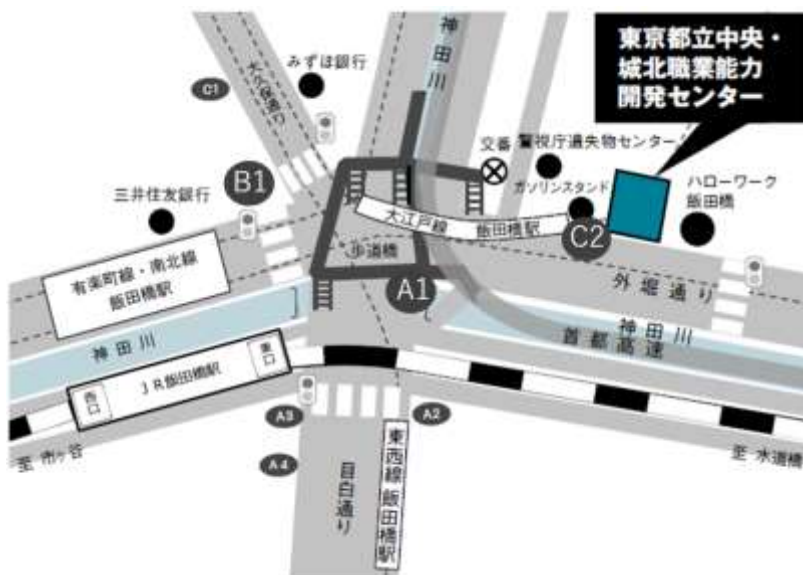 神田川
東京都立中央・
城北職業能力
開発センター
みずほ銀行
C1
大久保通り
交番
警視庁遺失物センター
ガソリンスタンド
ハローワーク
飯田橋
三井住友銀行
B1
大江戸線 飯田橋駅
C2
歩道橋
有楽町線・南北線
飯田橋駅
A1
外堀通り
神田川
首都高速
神田川
JR飯田橋駅
東口
西口
A3
A2
A4
至 市ヶ谷
至 水道橋
目白通り
東西線 飯田橋駅